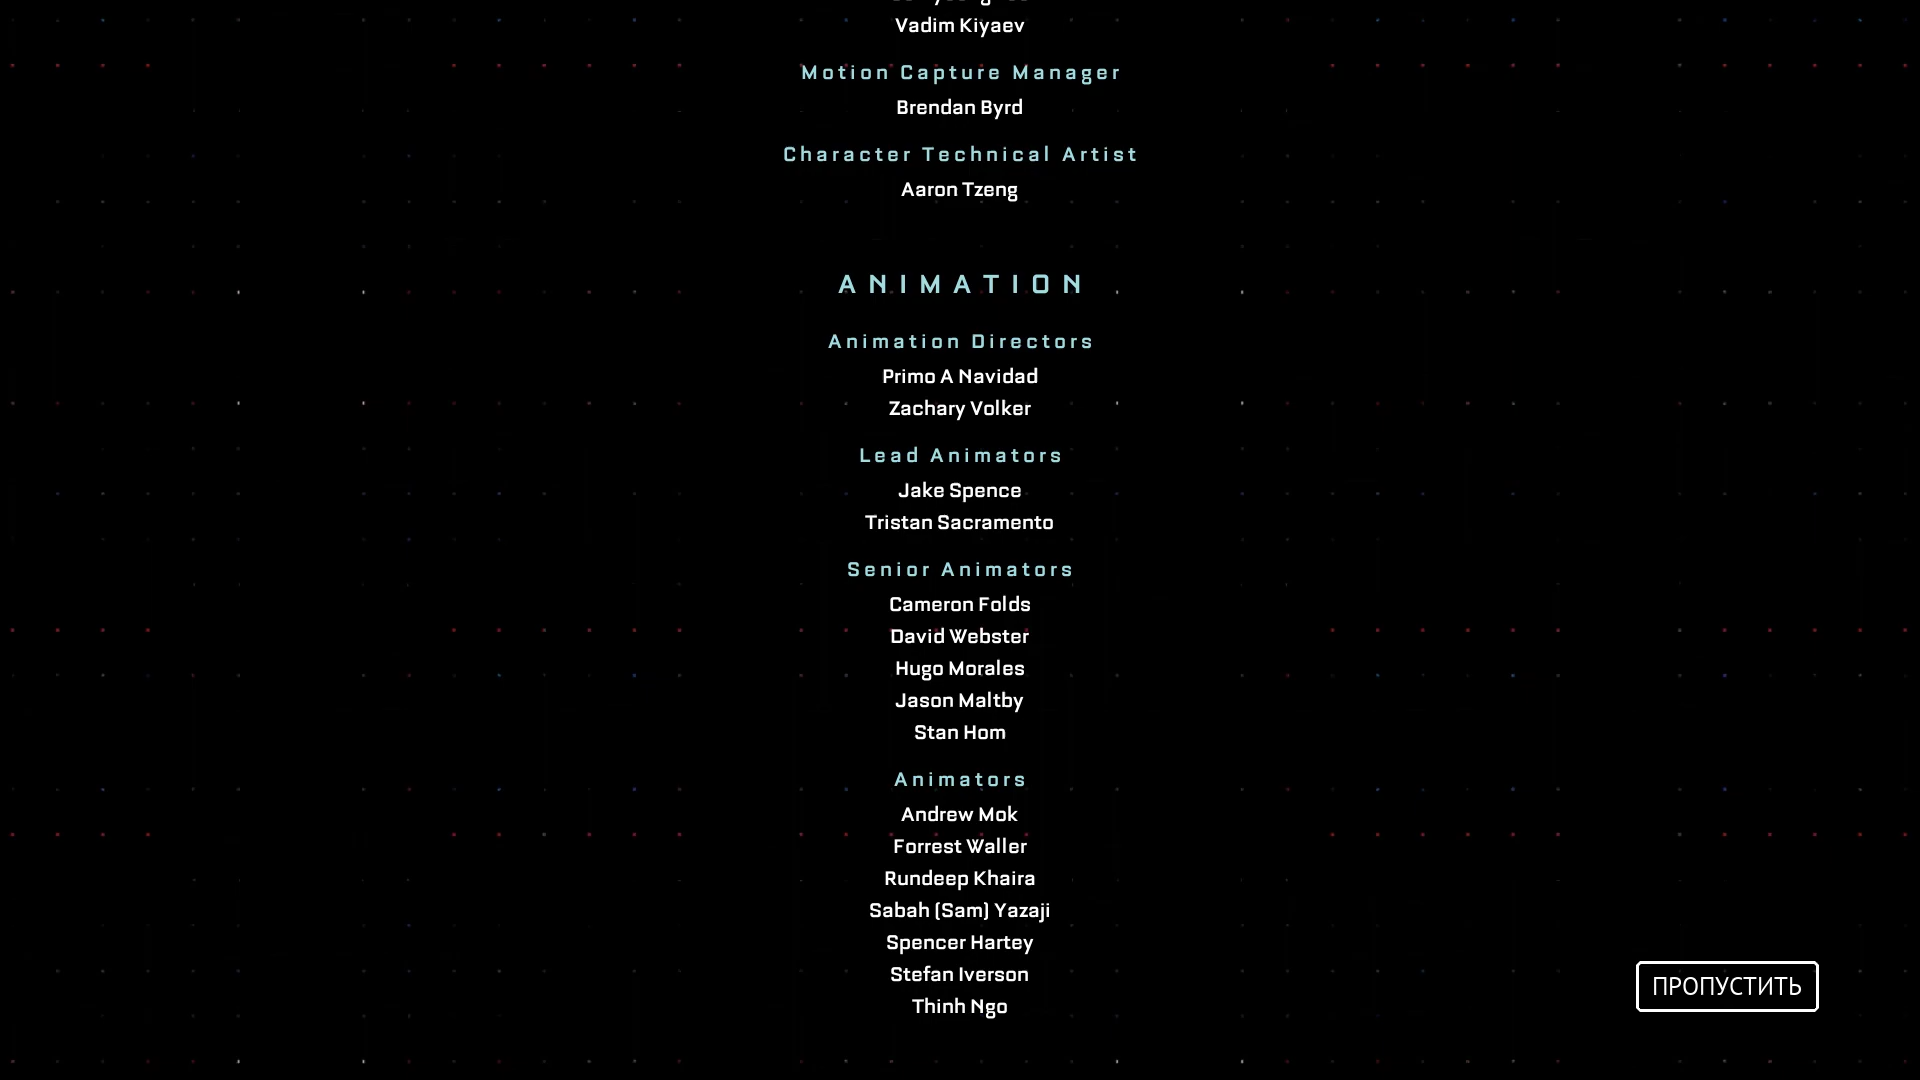 Vadim Kiyaev
Motion Capture Manager
Brendan Byrd
Character Technical Artist
Aaron Tzeng
ANIMATION
Animation Directors
Primo A Navidad
Zachary Volker
Lead Animators
Jake Spence
Tristan Sacramento
Senior Animators
Cameron Folds
David Webster
Hugo Morales
Jason Maltby
Stan Hom
Animators
Andrew Mok
Forrest Waller
Rundeep Khaira
Sabah (Sam) Yazaji
Spencer Hartey
Stefan Iverson
Thinh Ngo
ПРОПУСТИТЬ